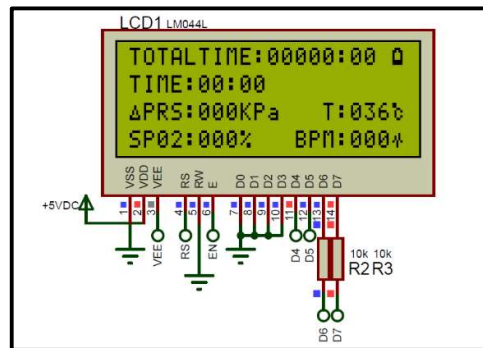 LCD1 LM044L
TOTALTIME:00000:00
TIME:00:00
ΔPRS:000KPa T:036℃
SP02:000% BPM:000
VSS VDD VEE RS RW E D0 D1 D2 D3 D4 D5 D6 D7
+5VDC
1 2 3 4 5 6 7 8 9 10 11 12 13 14
VEE RS EN D4 D5
10k 10k
R2 R3
D6 D7